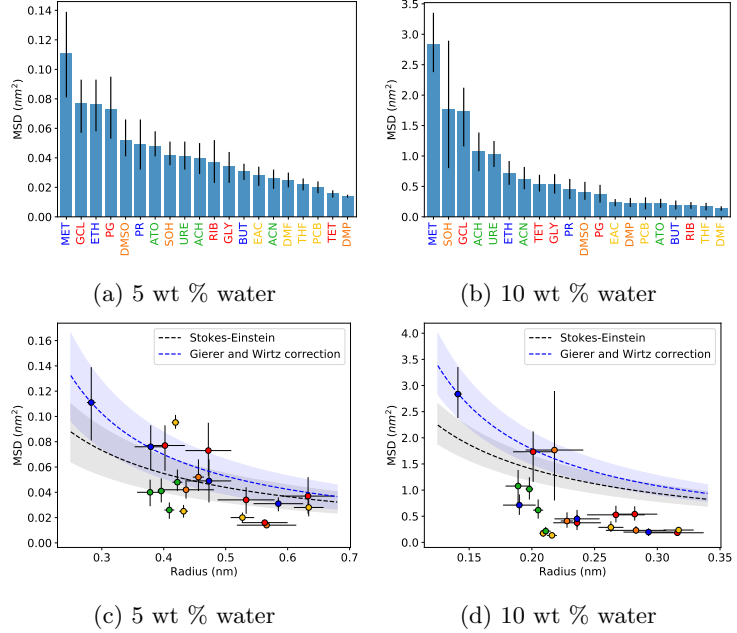 0.14
0.12
0.10
0.08
0.06
0.04
0.02
0.00
MSD (nm²)
MET GCL ETH PG DMSO PR ATO SOH URE ACH RIB GLY BUT EAC ACN DMF THF PCB TET DMP
(a) 5 wt % water
3.5
3.0
2.5
2.0
1.5
1.0
0.5
0.0
MSD (nm²)
MET SOH GCL ACH URE ETH ACN TET GLY PR DMSO PG EAC DMP PCB ATO BUT RIB THF DMF
(b) 10 wt % water
0.16
0.14
0.12
0.10
0.08
0.06
0.04
0.02
0.00
MSD (nm²)
Stokes-Einstein
Gierer and Wirtz correction
0.3 0.4 0.5 0.6 0.7
Radius (nm)
(c) 5 wt % water
4.0
3.5
3.0
2.5
2.0
1.5
1.0
0.5
0.0
MSD (nm²)
Stokes-Einstein
Gierer and Wirtz correction
0.15 0.20 0.25 0.30 0.35
Radius (nm)
(d) 10 wt % water